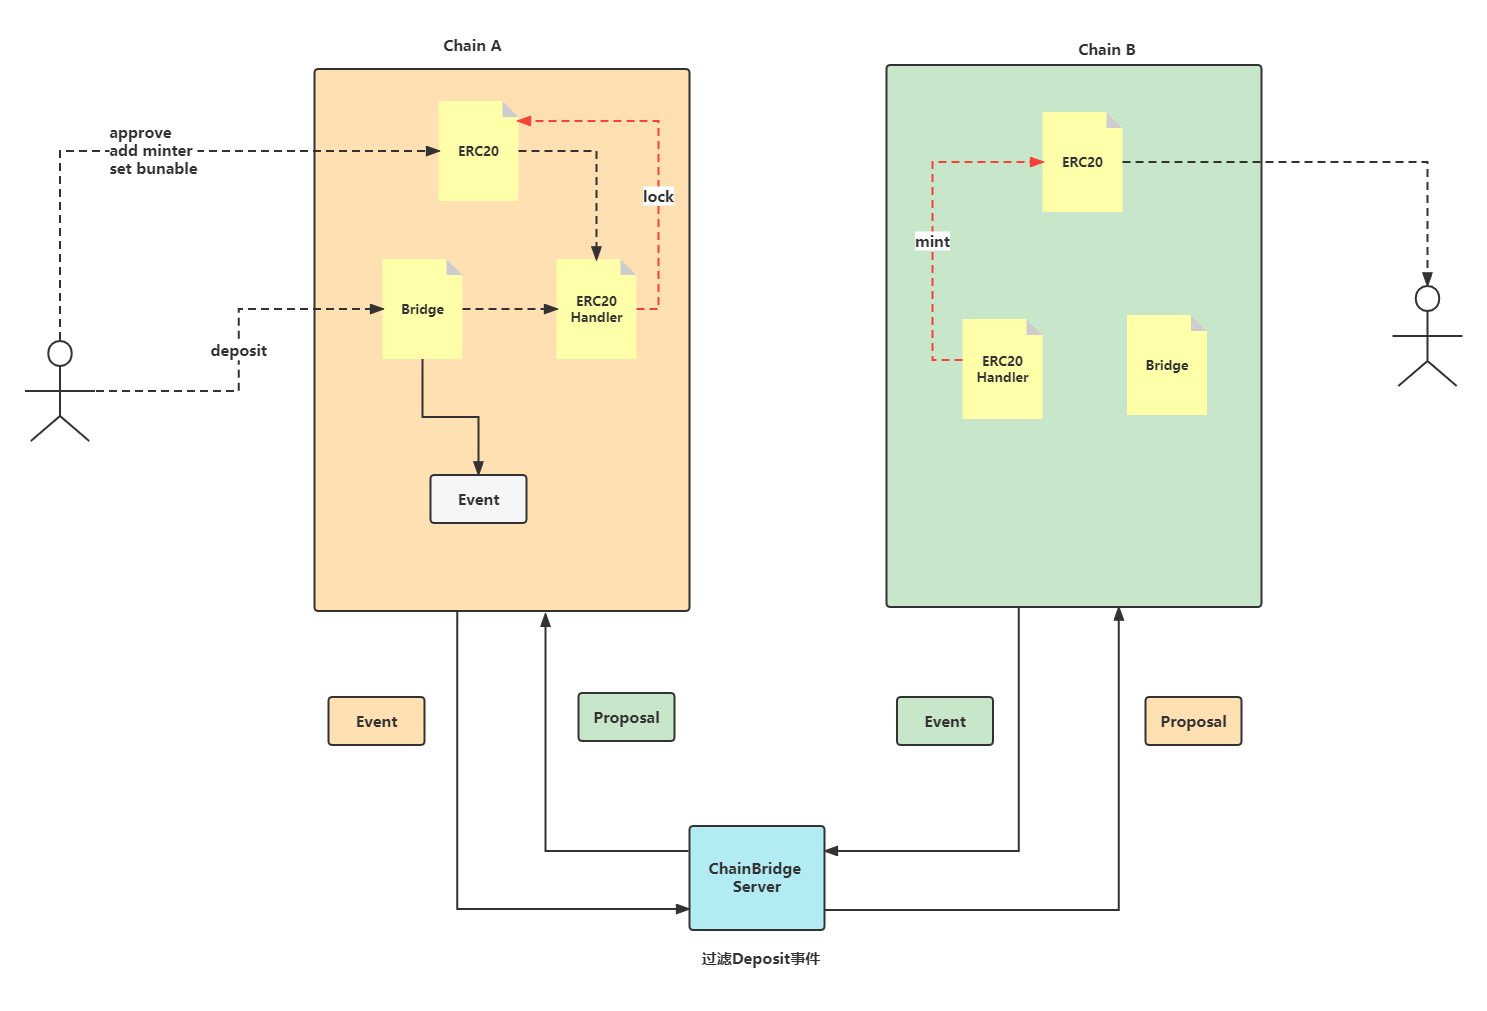 Chain A
Chain B
approve
add minter
set bunable
ERC20
lock
ERC20
mint
Bridge
ERC20
Handler
deposit
ERC20
Handler
Bridge
Event
Event
Proposal
Event
Proposal
ChainBridge
Server
过滤Deposit事件